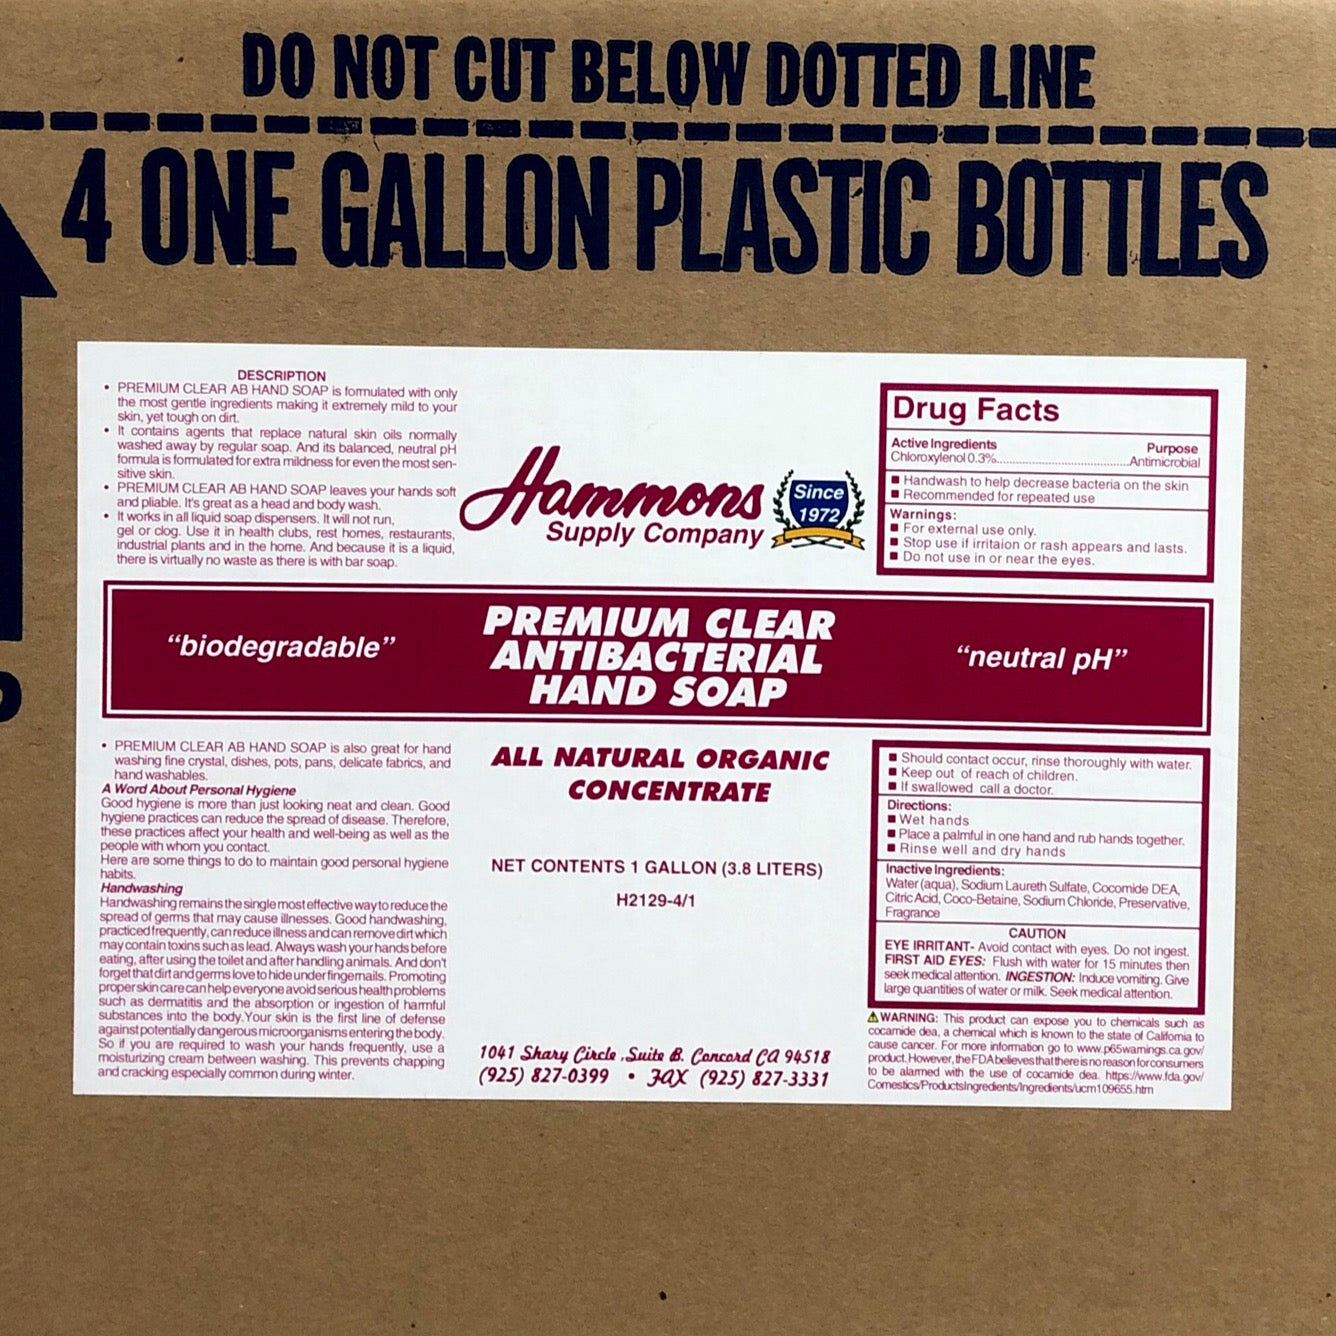 DO NOT CUT BELOW DOTTED LINE
4 ONE GALLON PLASTIC BOTTLES
DESCRIPTION
• PREMIUM CLEAR AB HAND SOAP is formulated with only
the most gentle ingredients making it extremely mild to your
skin, yet tough on dirt.
• It contains agents that replace natural skin oils normally
washed away by regular soap. And its balanced, neutral pH
formula is formulated for extra mildness for even the most sen-
sitive skin.
• PREMIUM CLEAR AB HAND SOAP leaves your hands soft
and pliable. It's great as a head and body wash.
• It works in all liquid soap dispensers. It will not run,
gel or clog. Use it in health clubs, rest homes, restaurants,
industrial plants and in the home. And because it is a liquid,
there is virtually no waste as there is with bar soap.
Hammons
Supply Company
Since
1972
Drug Facts
Active Ingredients Purpose
Chloroxylenol 0.3%................................Antimicrobial
■ Handwash to help decrease bacteria on the skin
■ Recommended for repeated use
Warnings:
■ For external use only.
■ Stop use if irritaion or rash appears and lasts.
■ Do not use in or near the eyes.
"biodegradable"
PREMIUM CLEAR
ANTIBACTERIAL
HAND SOAP
"neutral pH"
• PREMIUM CLEAR AB HAND SOAP is also great for hand
washing fine crystal, dishes, pots, pans, delicate fabrics, and
hand washables.
A Word About Personal Hygiene
Good hygiene is more than just looking neat and clean. Good
hygiene practices can reduce the spread of disease. Therefore,
these practices affect your health and well-being as well as the
people with whom you contact.
Here are some things to do to maintain good personal hygiene
habits.
Handwashing
Handwashing remains the single most effective way to reduce the
spread of germs that may cause illnesses. Good handwashing,
practiced frequently, can reduce illness and can remove dirt which
may contain toxins such as lead. Always wash your hands before
eating, after using the toilet and after handling animals. And don't
forget that dirt and germs love to hide under fingernails. Promoting
proper skin care can help everyone avoid serious health problems
such as dermatitis and the absorption or ingestion of harmful
substances into the body. Your skin is the first line of defense
against potentially dangerous microorganisms entering the body.
So if you are required to wash your hands frequently, use a
moisturizing cream between washing. This prevents chapping
and cracking especially common during winter.
ALL NATURAL ORGANIC
CONCENTRATE
NET CONTENTS 1 GALLON (3.8 LITERS)
H2129-4/1
1041 Shary Circle, Suite B, Concord CA 94518
(925) 827-0399 • FAX (925) 827-3331
■ Should contact occur, rinse thoroughly with water.
■ Keep out of reach of children.
■ If swallowed call a doctor.
Directions:
■ Wet hands
■ Place a palmful in one hand and rub hands together.
■ Rinse well and dry hands
Inactive Ingredients:
Water (aqua), Sodium Laureth Sulfate, Cocomide DEA,
Citric Acid, Coco-Betaine, Sodium Chloride, Preservative,
Fragrance
CAUTION
EYE IRRITANT- Avoid contact with eyes. Do not ingest.
FIRST AID EYES: Flush with water for 15 minutes then
seek medical attention. INGESTION: Induce vomiting. Give
large quantities of water or milk. Seek medical attention.
⚠WARNING: This product can expose you to chemicals such as
cocamide dea, a chemical which is known to the state of California to
cause cancer. For more information go to www.p65warnings.ca.gov/
product. However, the FDA believes that there is no reason for consumers
to be alarmed with the use of cocamide dea. https://www.fda.gov/
Comestics/ProductsIngredients/Ingredients/ucm109655.htm